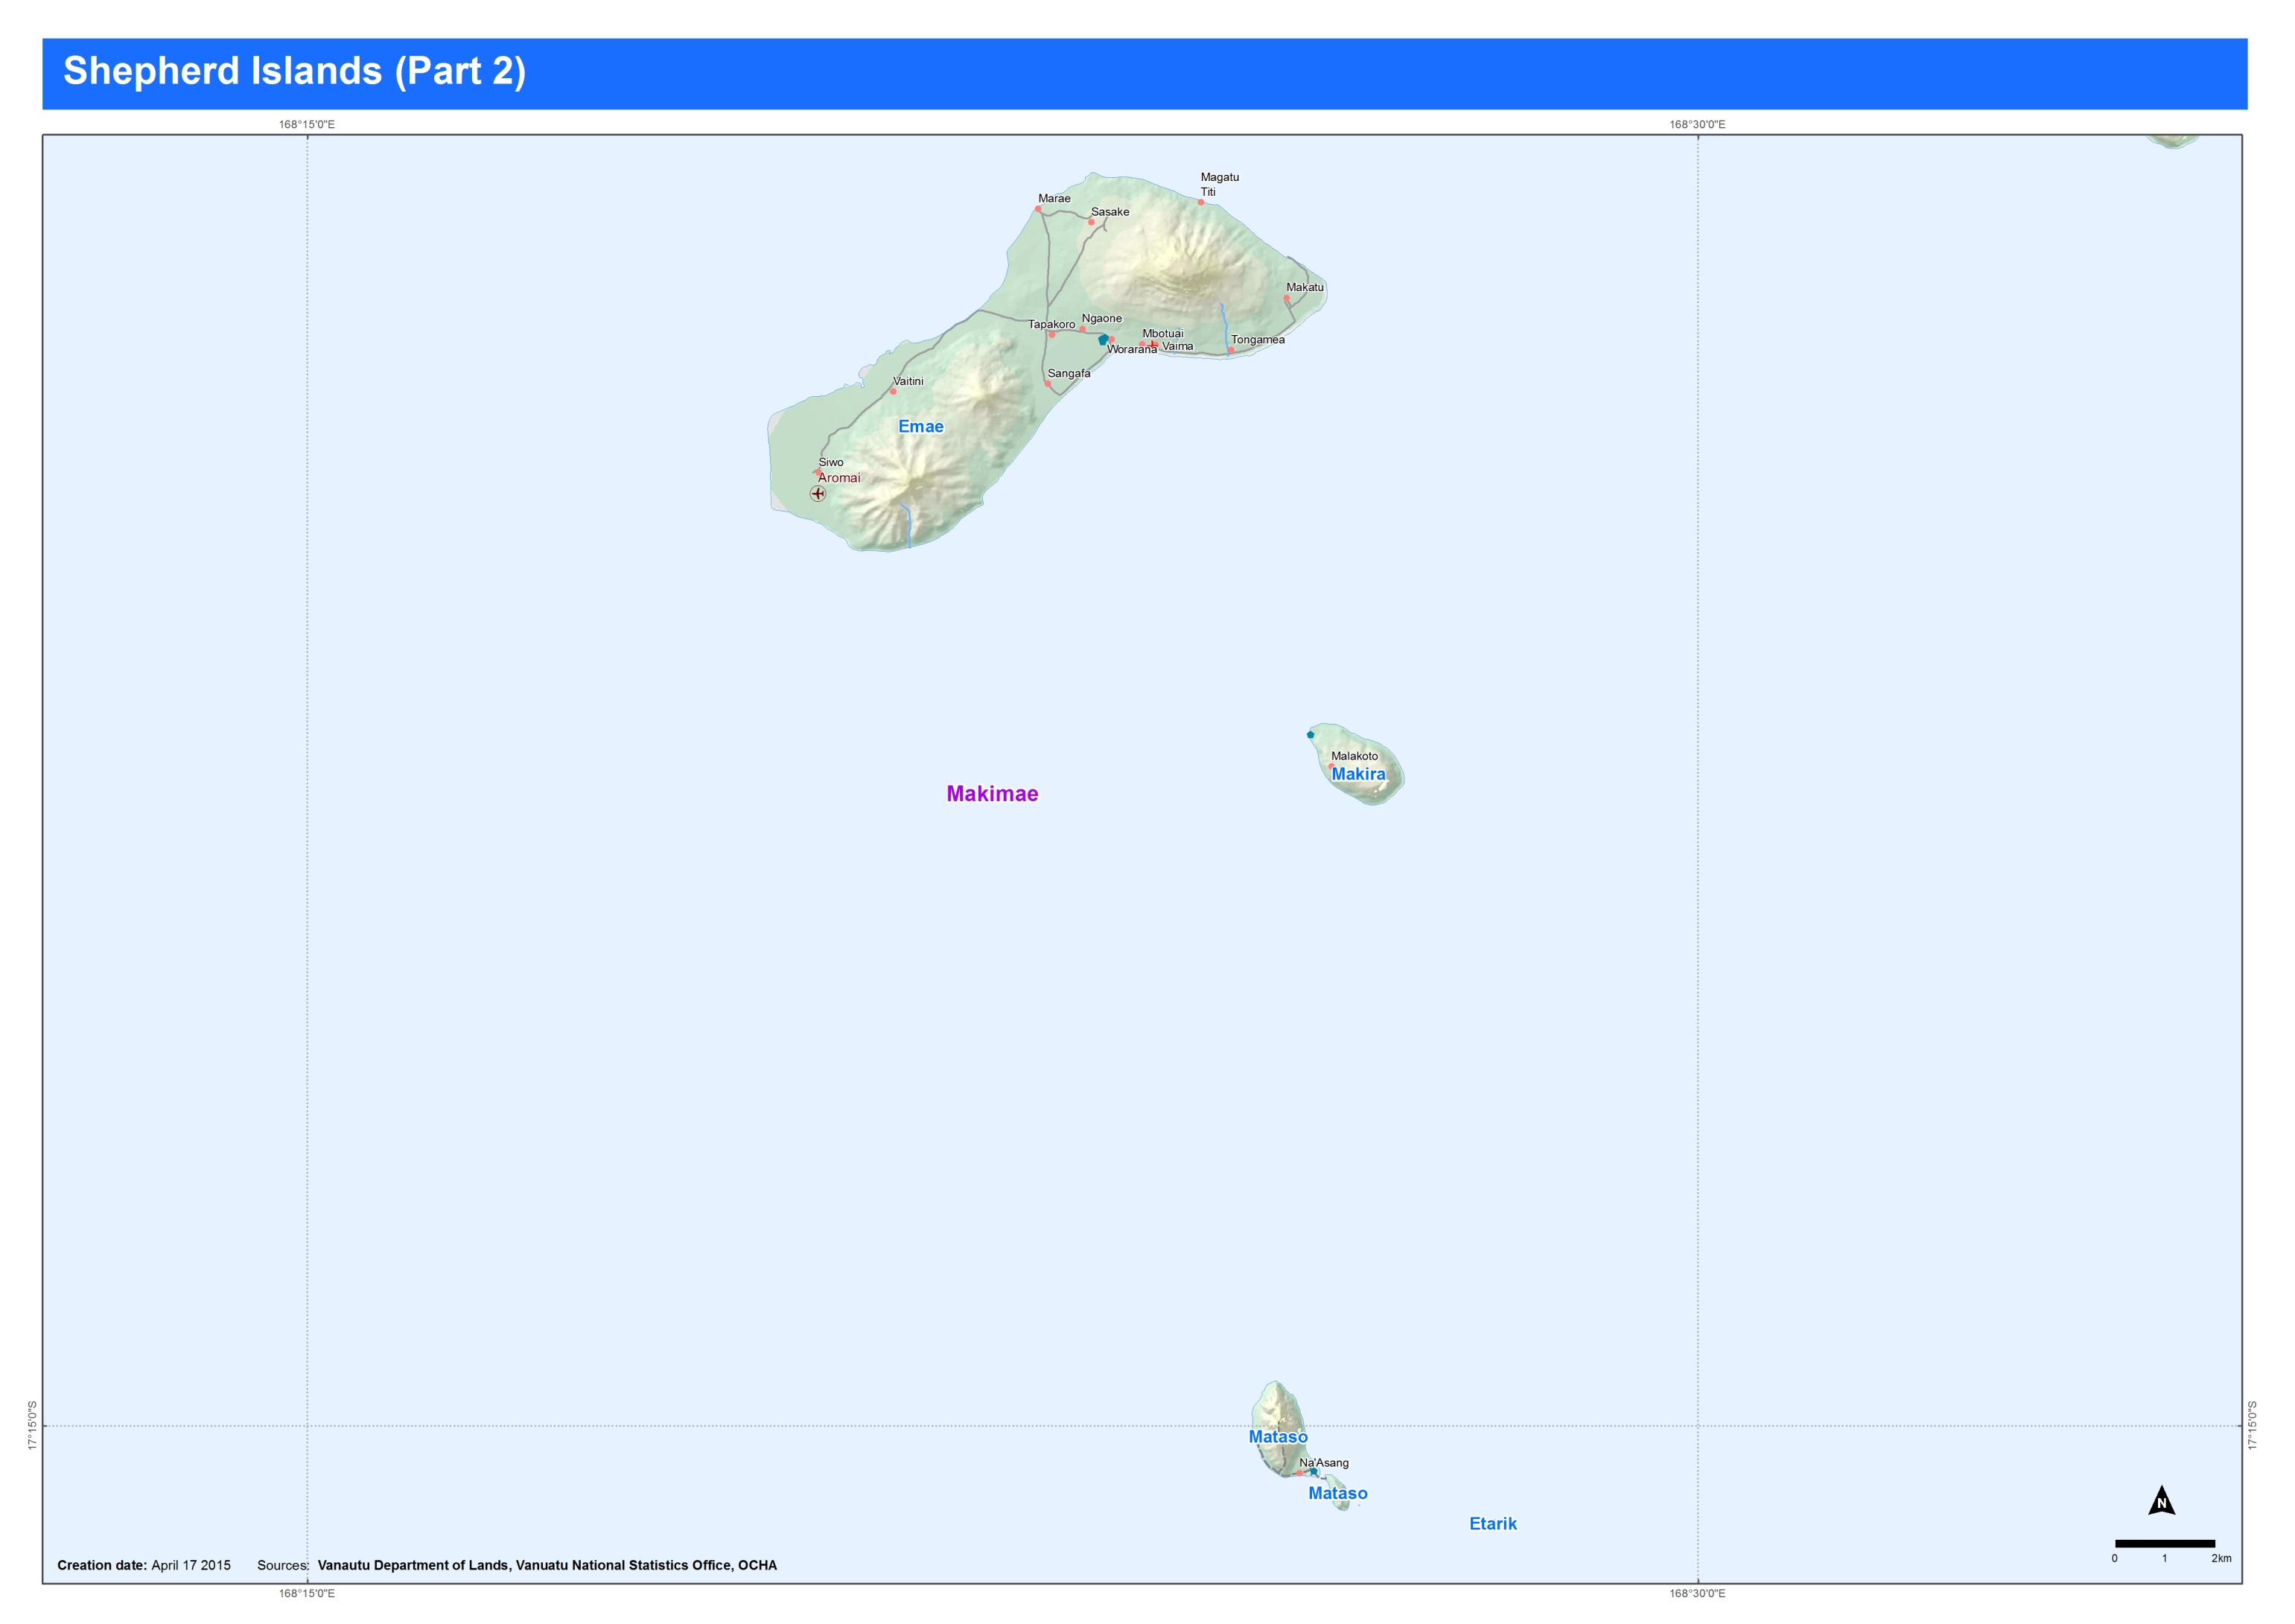 Shepherd Islands (Part 2)
168°15'0"E
168°30'0"E
Magatu
Titi
Marae
Sasake
Makatu
Ngaone
Tapakoro
Mbotuai
Tongamea
Vaima
Worarana
Sangafa
Vaitini
Emae
Siwo
Aromai
Malakoto
Makira
Makimae
17°15'0"S
17°15'0"S
Mataso
Na'Asang
Mataso
Etarik
N
0 1 2km
Creation date: April 17 2015 Sources: Vanautu Department of Lands, Vanuatu National Statistics Office, OCHA
168°15'0"E
168°30'0"E